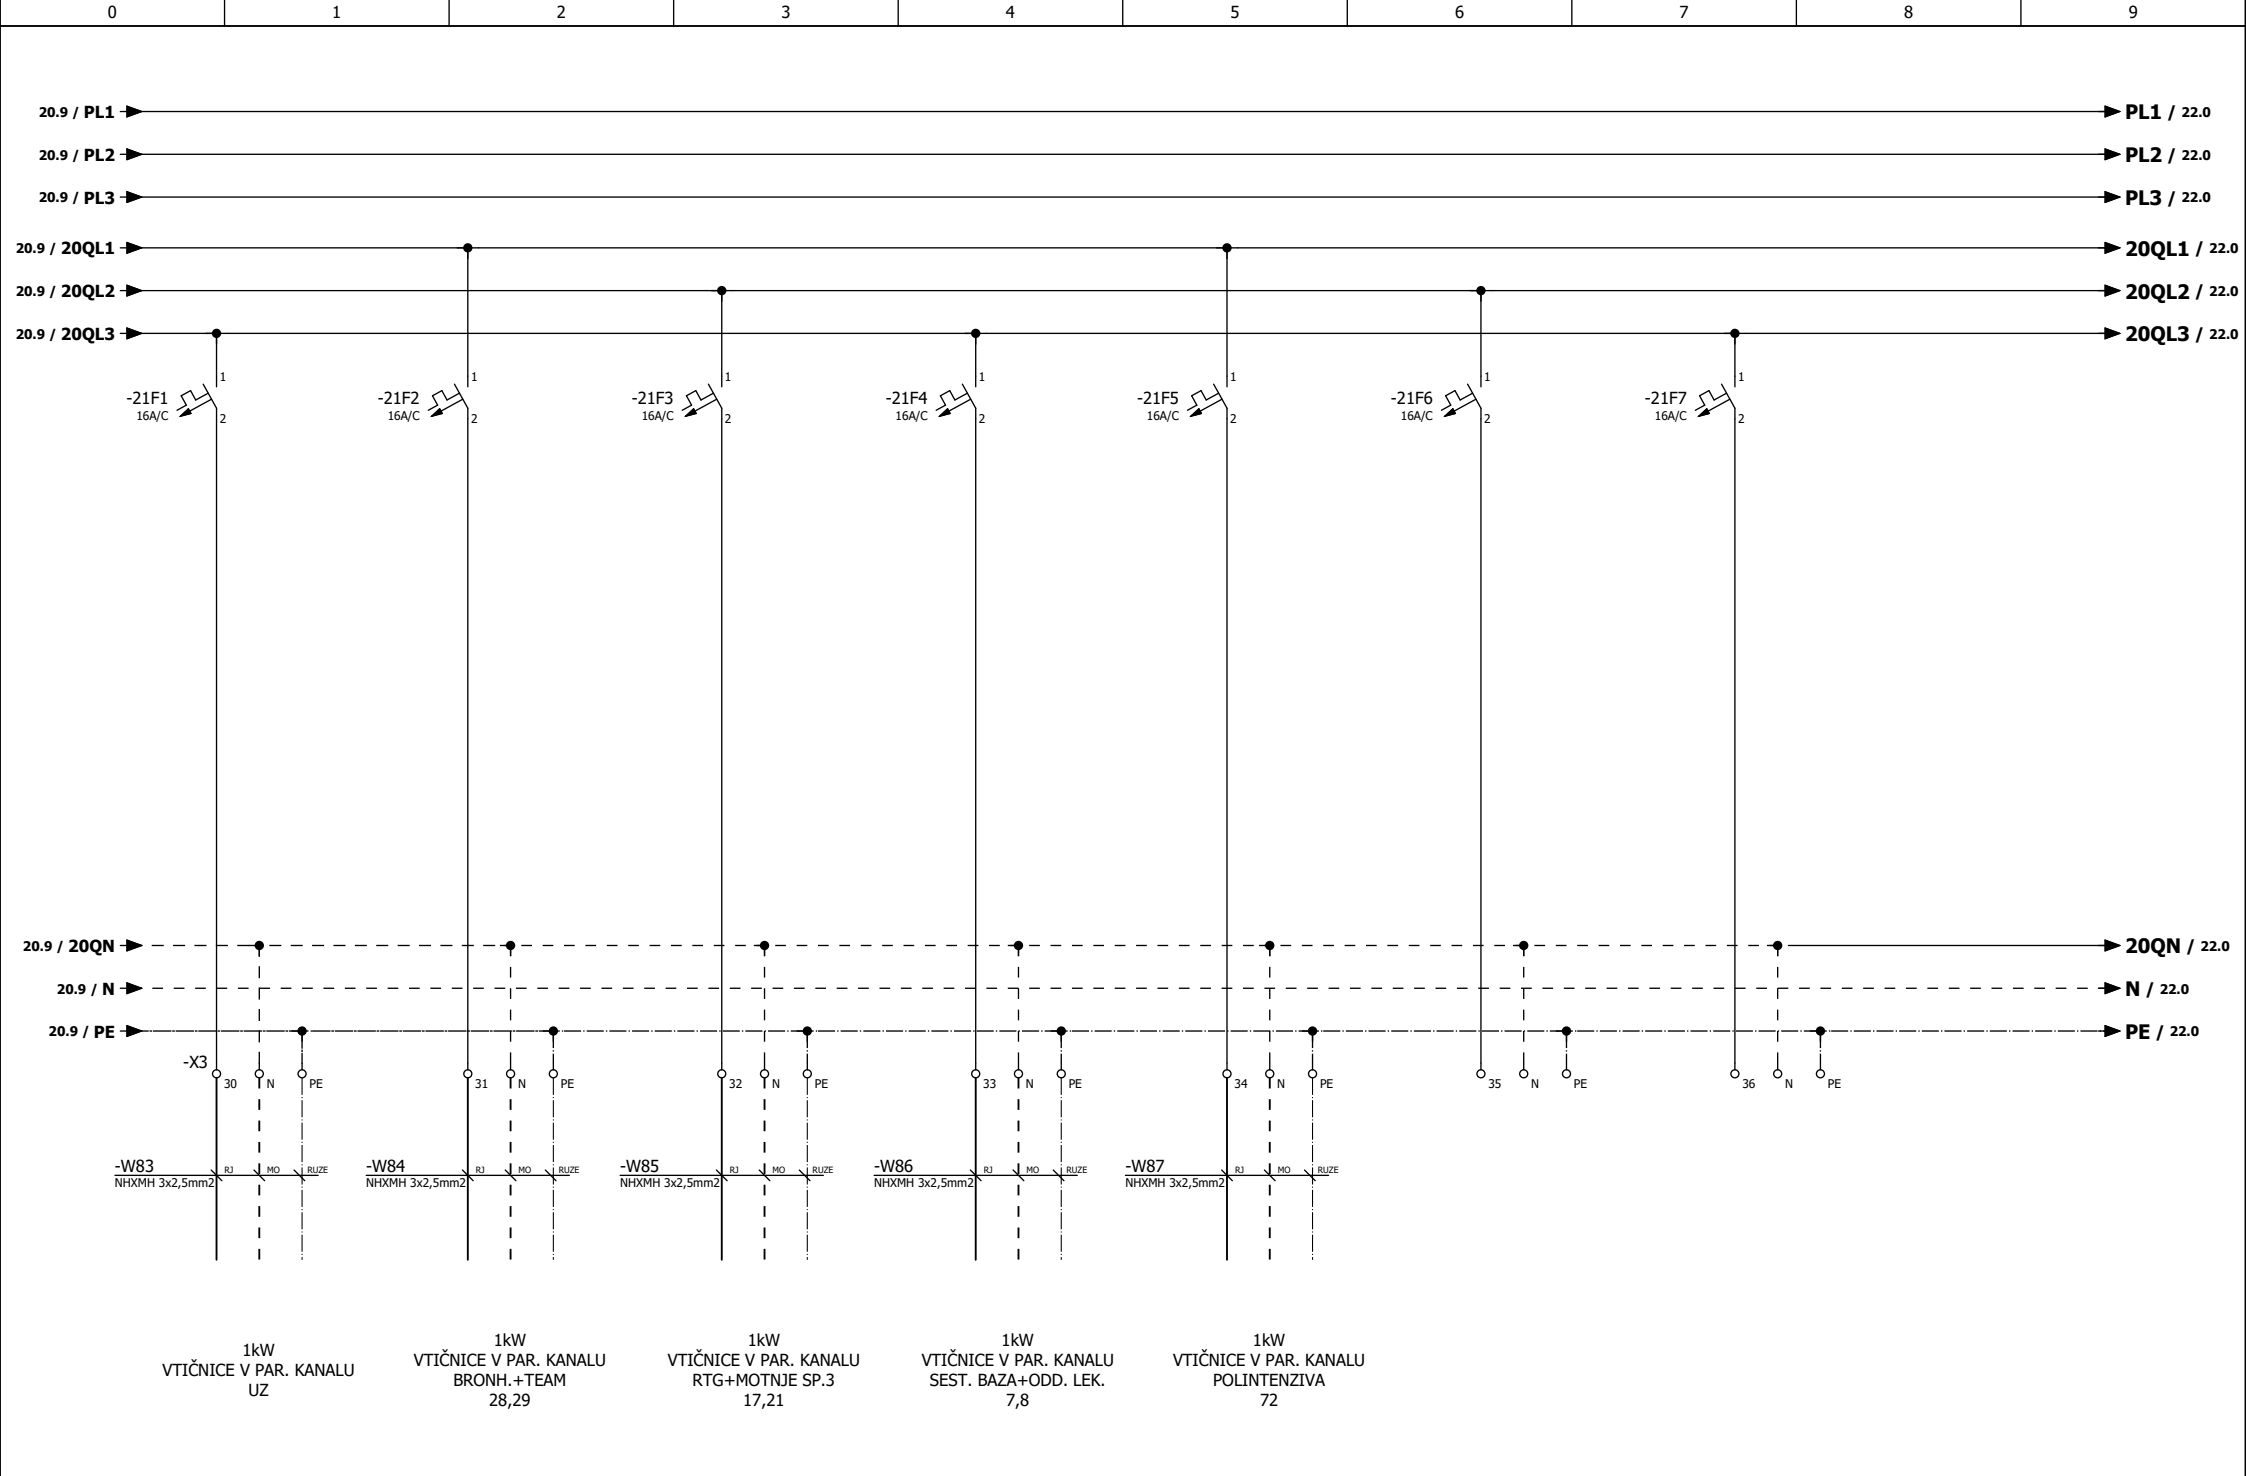 0 1 2 3 4 5 6 7 8 9
20.9 / PL1 PL1 / 22.0
20.9 / PL2 PL2 / 22.0
20.9 / PL3 PL3 / 22.0
20.9 / 20QL1 20QL1 / 22.0
20.9 / 20QL2 20QL2 / 22.0
20.9 / 20QL3 20QL3 / 22.0
1 1 1 1 1 1 1
-21F1 -21F2 -21F3 -21F4 -21F5 -21F6 -21F7
16A/C 16A/C 16A/C 16A/C 16A/C 16A/C 16A/C
2 2 2 2 2 2 2
20.9 / 20QN 20QN / 22.0
20.9 / N N / 22.0
20.9 / PE PE / 22.0
-X3
30 N PE 31 N PE 32 N PE 33 N PE 34 N PE 35 N PE 36 N PE
-W83 RJ MO RUZE -W84 RJ MO RUZE -W85 RJ MO RUZE -W86 RJ MO RUZE -W87 RJ MO RUZE
NHXMH 3x2,5mm2 NHXMH 3x2,5mm2 NHXMH 3x2,5mm2 NHXMH 3x2,5mm2 NHXMH 3x2,5mm2
1kW
VTIČNICE V PAR. KANALU
UZ
1kW
VTIČNICE V PAR. KANALU
BRONH.+TEAM
28,29
1kW
VTIČNICE V PAR. KANALU
RTG+MOTNJE SP.3
17,21
1kW
VTIČNICE V PAR. KANALU
SEST. BAZA+ODD. LEK.
7,8
1kW
VTIČNICE V PAR. KANALU
POLINTENZIVA
72